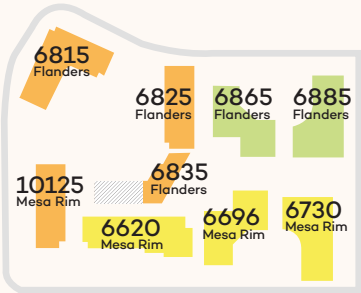 6815
Flanders
6825
Flanders
6865
Flanders
6885
Flanders
6835
Flanders
10125
Mesa Rim
6620
Mesa Rim
6696
Mesa Rim
6730
Mesa Rim